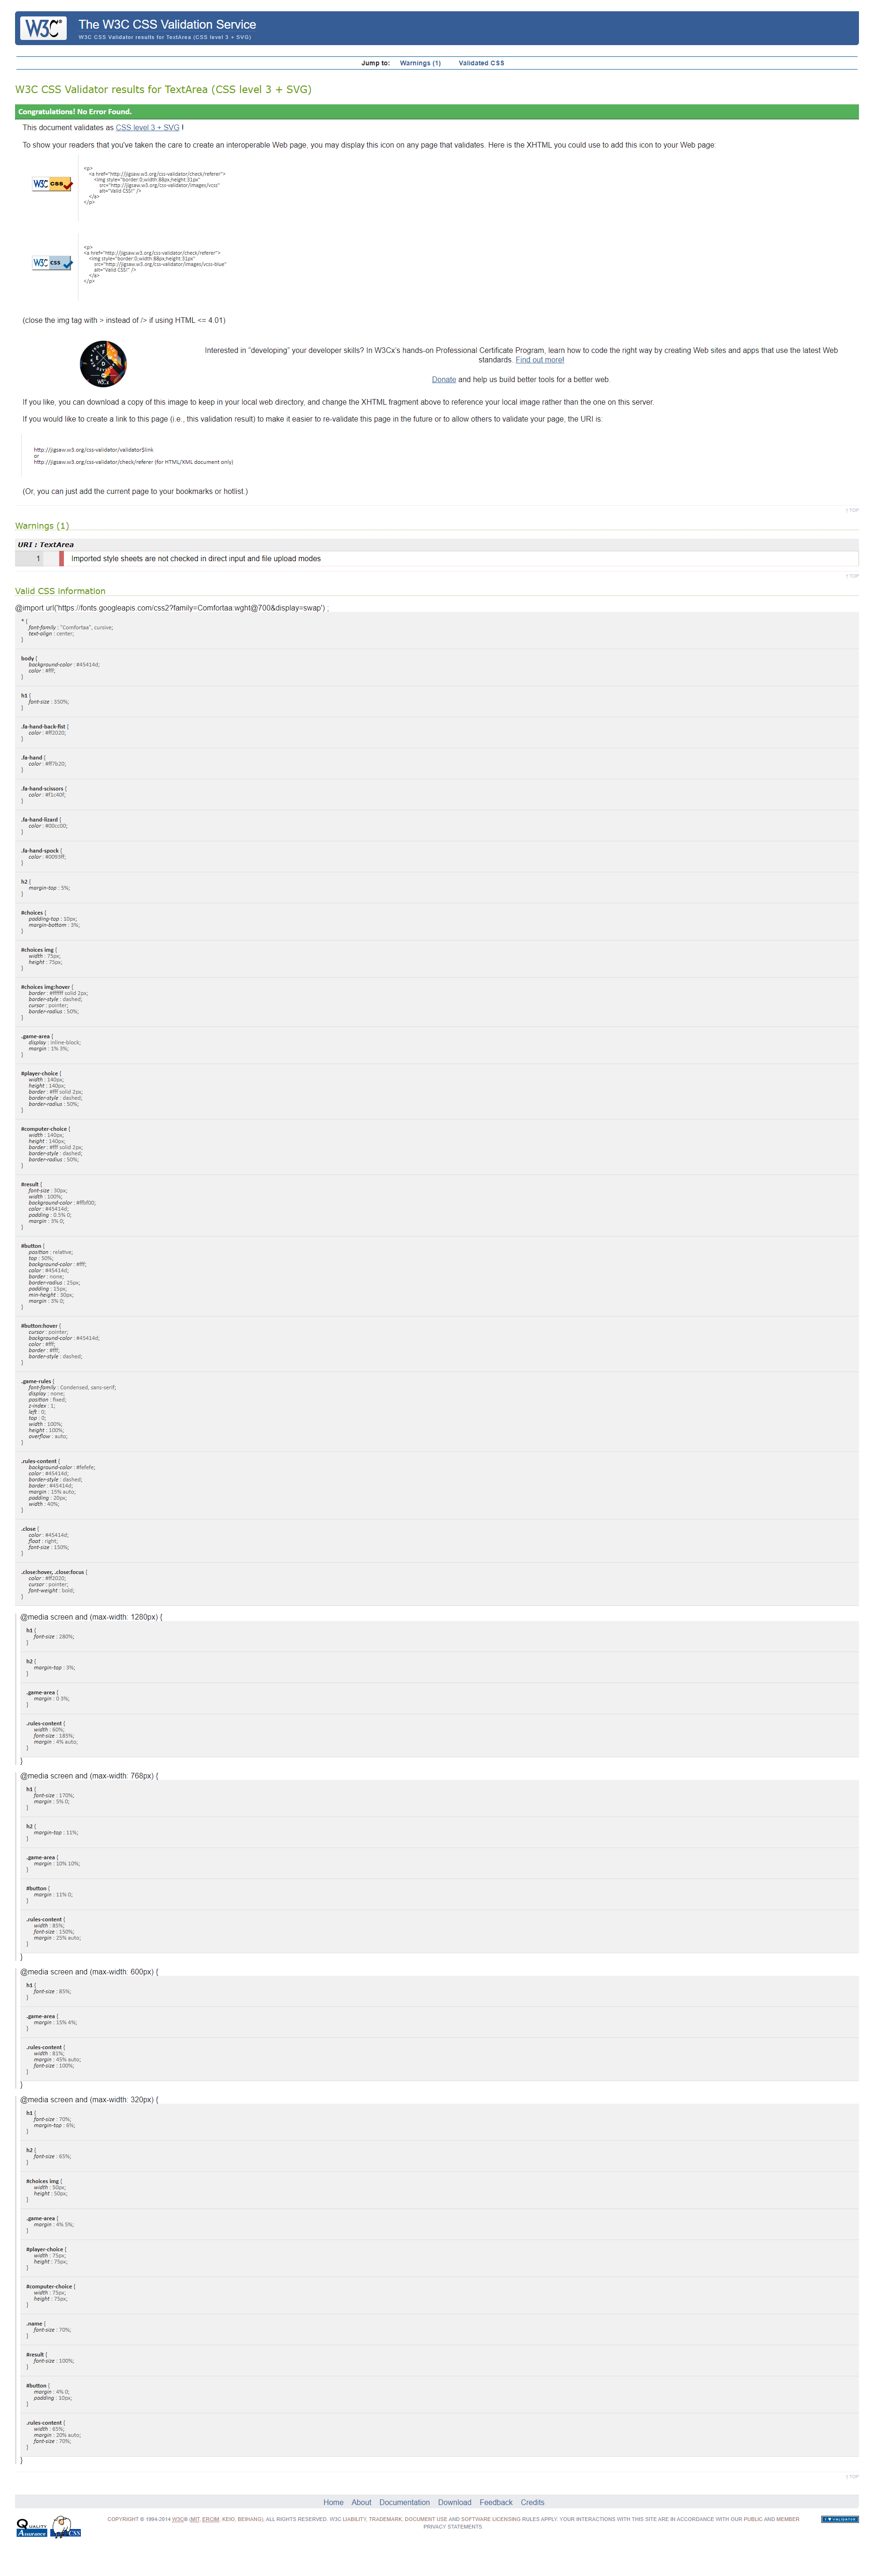 W3C®
The W3C CSS Validation Service
W3C CSS Validator results for TextArea (CSS level 3 + SVG)
Jump to: Warnings (1) Validated CSS
W3C CSS Validator results for TextArea (CSS level 3 + SVG)
Congratulations! No Error Found.
This document validates as CSS level 3 + SVG !
To show your readers that you've taken the care to create an interoperable Web page, you may display this icon on any page that validates. Here is the XHTML you could use to add this icon to your Web page:
W3C css
<p>
<a href="http://jigsaw.w3.org/css-validator/check/referer">
<img style="border:0;width:88px;height:31px"
src="http://jigsaw.w3.org/css-validator/images/vcss"
alt="Valid CSS!" />
</a>
</p>
W3C css
<p>
<a href="http://jigsaw.w3.org/css-validator/check/referer">
<img style="border:0;width:88px;height:31px"
src="http://jigsaw.w3.org/css-validator/images/vcss-blue"
alt="Valid CSS!" />
</a>
</p>
(close the img tag with > instead of /> if using HTML <= 4.01)
Interested in "developing" your developer skills? In W3Cx's hands-on Professional Certificate Program, learn how to code the right way by creating Web sites and apps that use the latest Web
standards. Find out more!
Donate and help us build better tools for a better web.
If you like, you can download a copy of this image to keep in your local web directory, and change the XHTML fragment above to reference your local image rather than the one on this server.
If you would like to create a link to this page (i.e., this validation result) to make it easier to re-validate this page in the future or to allow others to validate your page, the URI is:
http://jigsaw.w3.org/css-validator/validator$link
or
http://jigsaw.w3.org/css-validator/check/referer (for HTML/XML document only)
(Or, you can just add the current page to your bookmarks or hotlist.)
↑ TOP
Warnings (1)
URI : TextArea
1 Imported style sheets are not checked in direct input and file upload modes
↑ TOP
Valid CSS information
@import url('https://fonts.googleapis.com/css2?family=Comfortaa:wght@700&display=swap') ;
* {
font-family : "Comfortaa", cursive;
text-align : center;
}
body {
background-color : #45414d;
color : #fff;
}
h1 {
font-size : 350%;
}
.fa-hand-back-fist {
color : #ff2020;
}
.fa-hand {
color : #ff7b20;
}
.fa-hand-scissors {
color : #f1c40f;
}
.fa-hand-lizard {
color : #00cc00;
}
.fa-hand-spock {
color : #0093ff;
}
h2 {
margin-top : 5%;
}
#choices {
padding-top : 10px;
margin-bottom : 3%;
}
#choices img {
width : 75px;
height : 75px;
}
#choices img:hover {
border : #ffffff solid 2px;
border-style : dashed;
cursor : pointer;
border-radius : 50%;
}
.game-area {
display : inline-block;
margin : 1% 3%;
}
#player-choice {
width : 140px;
height : 140px;
border : #fff solid 2px;
border-style : dashed;
border-radius : 50%;
}
#computer-choice {
width : 140px;
height : 140px;
border : #fff solid 2px;
border-style : dashed;
border-radius : 50%;
}
#result {
font-size : 30px;
width : 100%;
background-color : #ffbf00;
color : #45414d;
padding : 0.5% 0;
margin : 3% 0;
}
#button {
position : relative;
top : 50%;
background-color : #fff;
color : #45414d;
border : none;
border-radius : 25px;
padding : 15px;
min-height : 30px;
margin : 3% 0;
}
#button:hover {
cursor : pointer;
background-color : #45414d;
color : #fff;
border : #fff;
border-style : dashed;
}
.game-rules {
font-family : Condensed, sans-serif;
display : none;
position : fixed;
z-index : 1;
left : 0;
top : 0;
width : 100%;
height : 100%;
overflow : auto;
}
.rules-content {
background-color : #fefefe;
color : #45414d;
border-style : dashed;
border : #45414d;
margin : 15% auto;
padding : 20px;
width : 40%;
}
.close {
color : #45414d;
float : right;
font-size : 150%;
}
.close:hover, .close:focus {
color : #ff2020;
cursor : pointer;
font-weight : bold;
}
@media screen and (max-width: 1280px) {
h1 {
font-size : 280%;
}
h2 {
margin-top : 3%;
}
.game-area {
margin : 0 3%;
}
.rules-content {
width : 60%;
font-size : 185%;
margin : 4% auto;
}
}
@media screen and (max-width: 768px) {
h1 {
font-size : 170%;
margin : 5% 0;
}
h2 {
margin-top : 11%;
}
.game-area {
margin : 10% 10%;
}
#button {
margin : 11% 0;
}
.rules-content {
width : 85%;
font-size : 150%;
margin : 25% auto;
}
}
@media screen and (max-width: 600px) {
h1 {
font-size : 85%;
}
.game-area {
margin : 15% 4%;
}
.rules-content {
width : 81%;
margin : 45% auto;
font-size : 100%;
}
}
@media screen and (max-width: 320px) {
h1 {
font-size : 70%;
margin-top : 6%;
}
h2 {
font-size : 65%;
}
#choices img {
width : 50px;
height : 50px;
}
.game-area {
margin : 4% 5%;
}
#player-choice {
width : 75px;
height : 75px;
}
#computer-choice {
width : 75px;
height : 75px;
}
.name {
font-size : 70%;
}
#result {
font-size : 100%;
}
#button {
margin : 4% 0;
padding : 10px;
}
.rules-content {
width : 65%;
margin : 20% auto;
font-size : 70%;
}
}
↑ TOP
Home About Documentation Download Feedback Credits
Quality Assurance CSS
COPYRIGHT © 1994-2014 W3C® (MIT, ERCIM, KEIO, BEIHANG), ALL RIGHTS RESERVED. W3C LIABILITY, TRADEMARK, DOCUMENT USE AND SOFTWARE LICENSING RULES APPLY. YOUR INTERACTIONS WITH THIS SITE ARE IN ACCORDANCE WITH OUR PUBLIC AND MEMBER
PRIVACY STATEMENTS.
I ♥ VALIDATOR